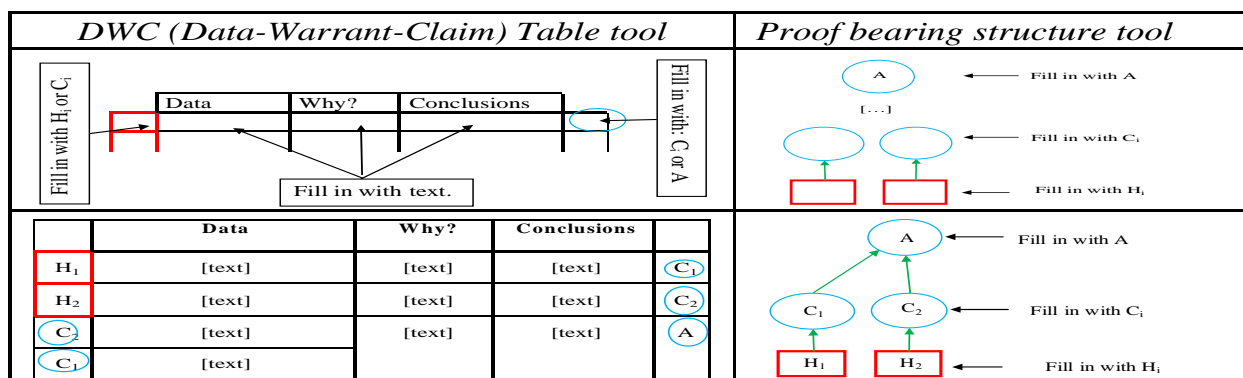 DWC (Data-Warrant-Claim) Table tool
Proof bearing structure tool
Fill in with Hi or Ci
Data Why? Conclusions
Fill in with text.
Fill in with: Ci or A
A Fill in with A
[...]
Fill in with Ci
Fill in with Hi
Data Why? Conclusions
H1 [text] [text] [text] C1
H2 [text] [text] [text] C2
C2 [text] [text] [text] A
C1 [text]
A Fill in with A
C1 C2 Fill in with Ci
H1 H2 Fill in with Hi